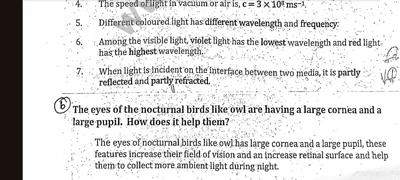 4. The speed of light in vacuum or air is, c = 3 × 10⁸ ms⁻¹.
5. Different coloured light has different wavelength and frequency.
6. Among the visible light, violet light has the lowest wavelength and red light
has the highest wavelength.
7. When light is incident on the interface between two media, it is partly
reflected and partly refracted.
6 The eyes of the nocturnal birds like owl are having a large cornea and a
large pupil. How does it help them?
The eyes of nocturnal birds like owl has large cornea and a large pupil, these
features increase their field of vision and an increase retinal surface and help
them to collect more ambient light during night.